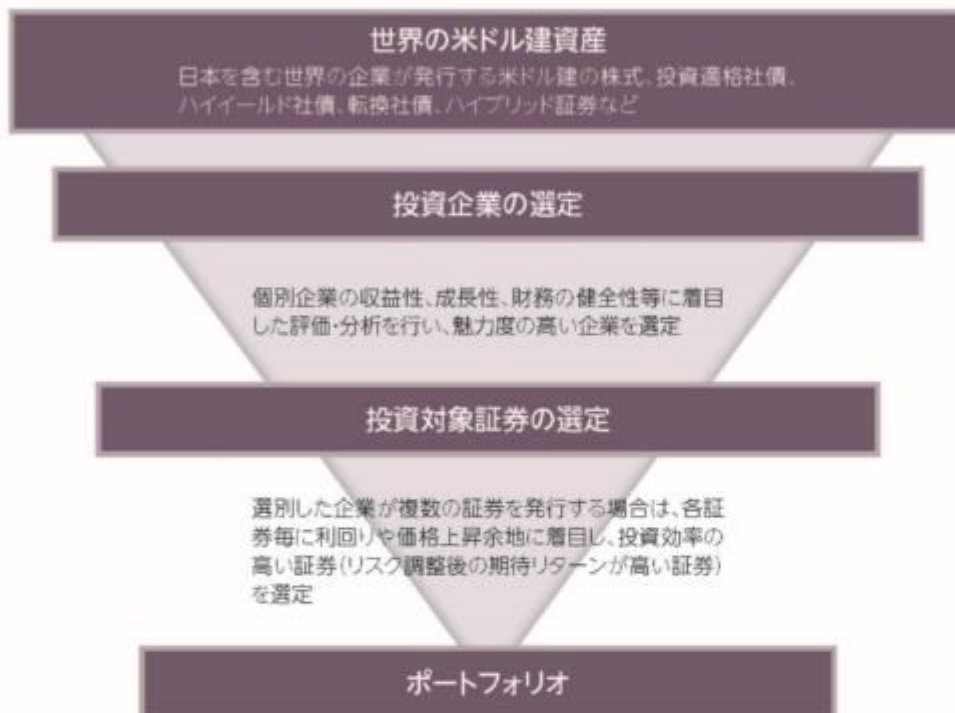 世界の米ドル建資産
日本を含む世界の企業が発行する米ドル建の株式、投資適格社債、
ハイイールド社債、転換社債、ハイブリッド証券など
投資企業の選定
個別企業の収益性、成長性、財務の健全性等に着目
した評価・分析を行い、魅力度の高い企業を選定
投資対象証券の選定
選別した企業が複数の証券を発行する場合は、各証
券毎に利回りや価格上昇余地に着目し、投資効率の
高い証券(リスク調整後の期待リターンが高い証券)
を選定
ポートフォリオ